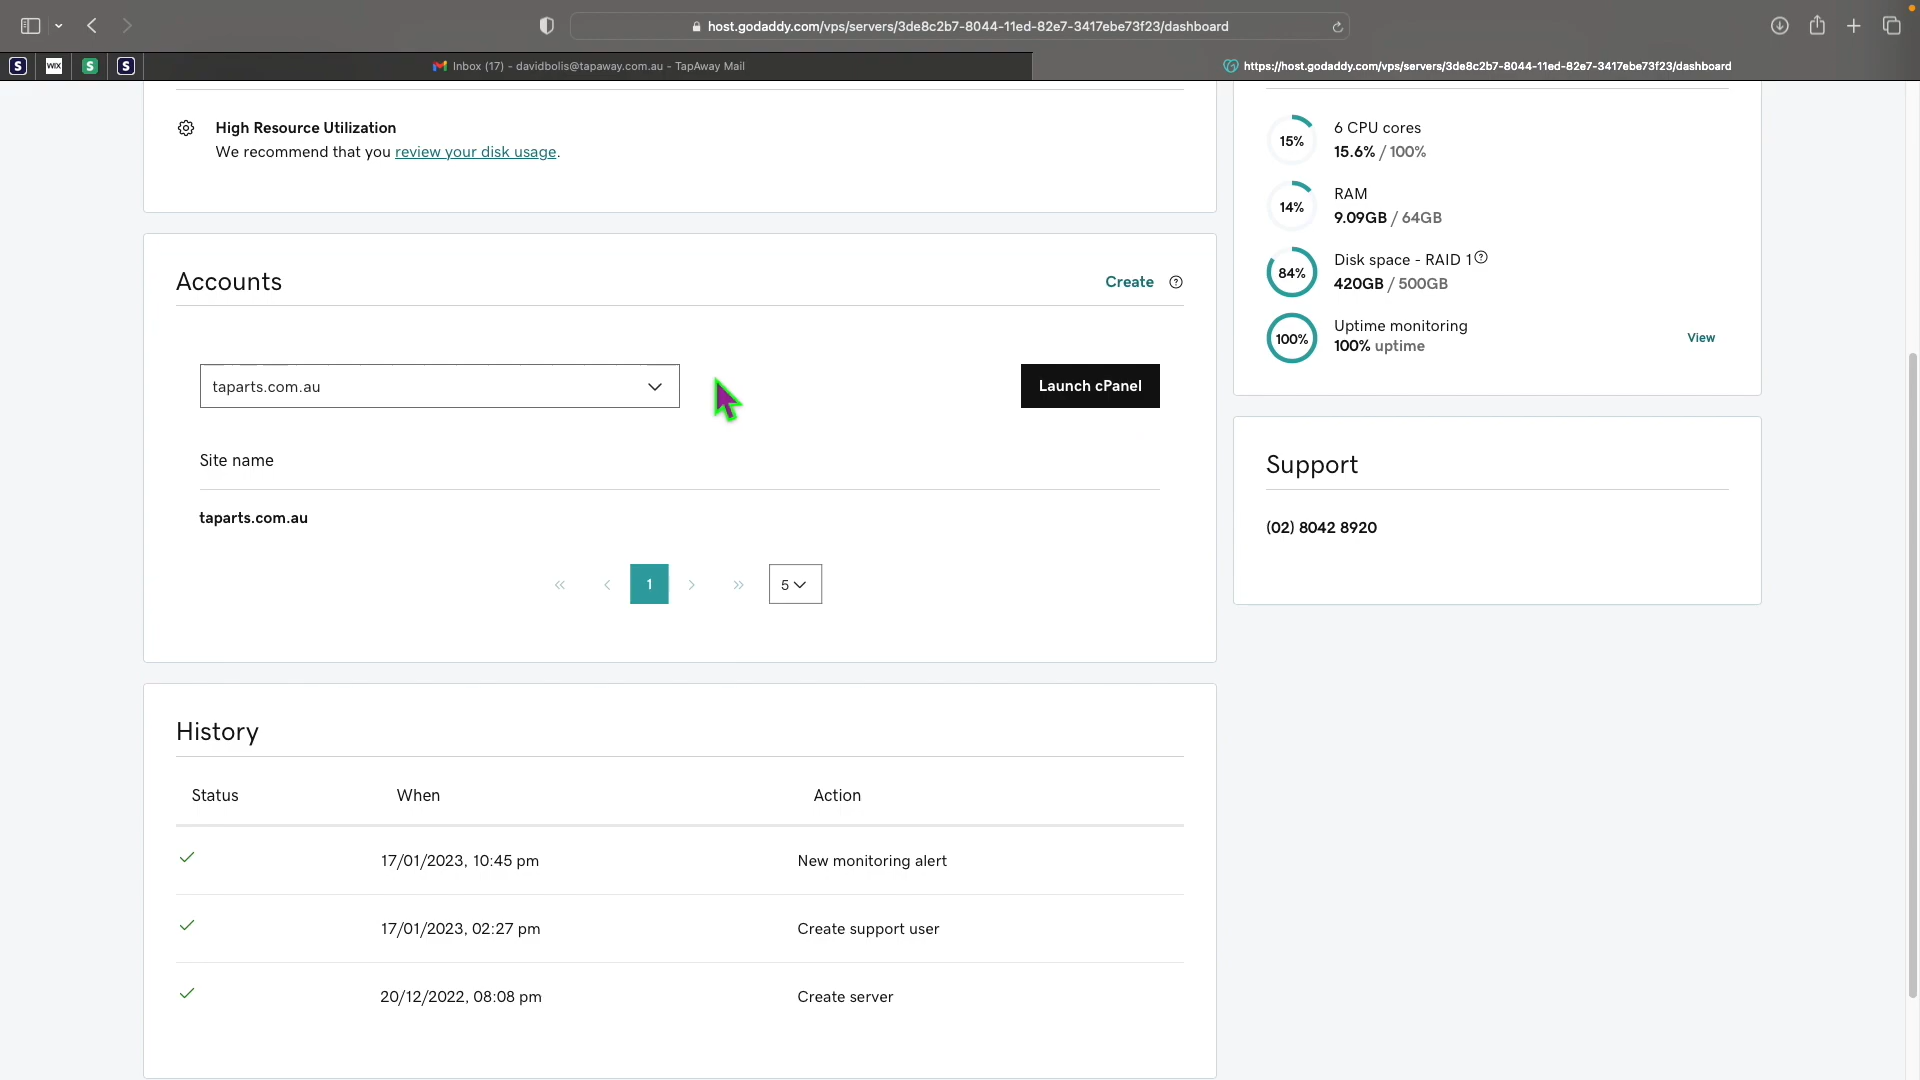 host.godaddy.com/vps/servers/3de8c2b7-8044-11ed-82e7-3417ebe73f23/dashboard
S WIX S S Inbox (17) - davidbolis@tapaway.com.au - TapAway Mail https://host.godaddy.com/vps/servers/3de8c2b7-8044-11ed-82e7-3417ebe73f23/dashboard
High Resource Utilization
We recommend that you review your disk usage.
Accounts
Create
taparts.com.au
Launch cPanel
Site name
taparts.com.au
« ‹ 1 › » 5
History
Status When Action
17/01/2023, 10:45 pm New monitoring alert
17/01/2023, 02:27 pm Create support user
20/12/2022, 08:08 pm Create server
15%
6 CPU cores
15.6% / 100%
14%
RAM
9.09GB / 64GB
84%
Disk space - RAID 1
420GB / 500GB
100%
Uptime monitoring
100% uptime
View
Support
(02) 8042 8920